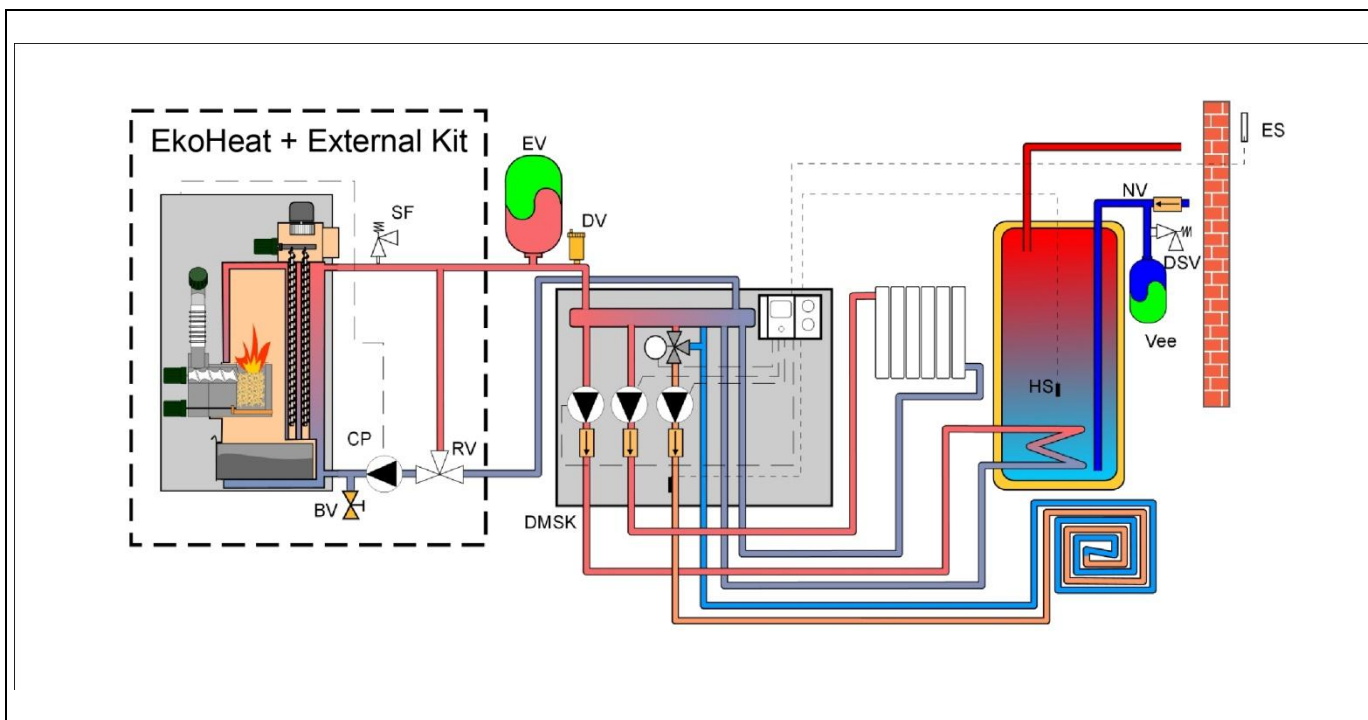 EkoHeat + External Kit
EV
ES
SF
DV
NV
DSV
Vee
HS
CP
RV
BV
DMSK